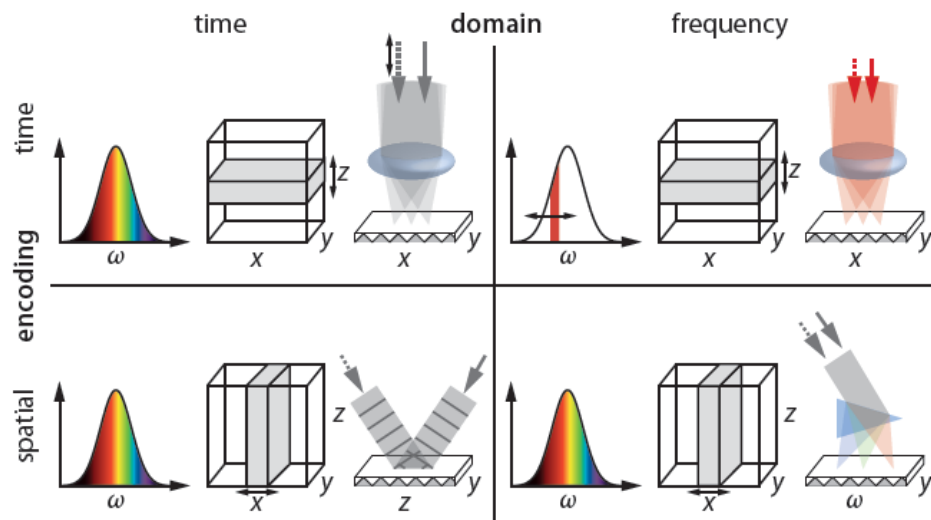 time domain frequency
time
z
z
ω x y x y ω x y x y
encoding
spatial
z z
ω x y z y ω x y ω y